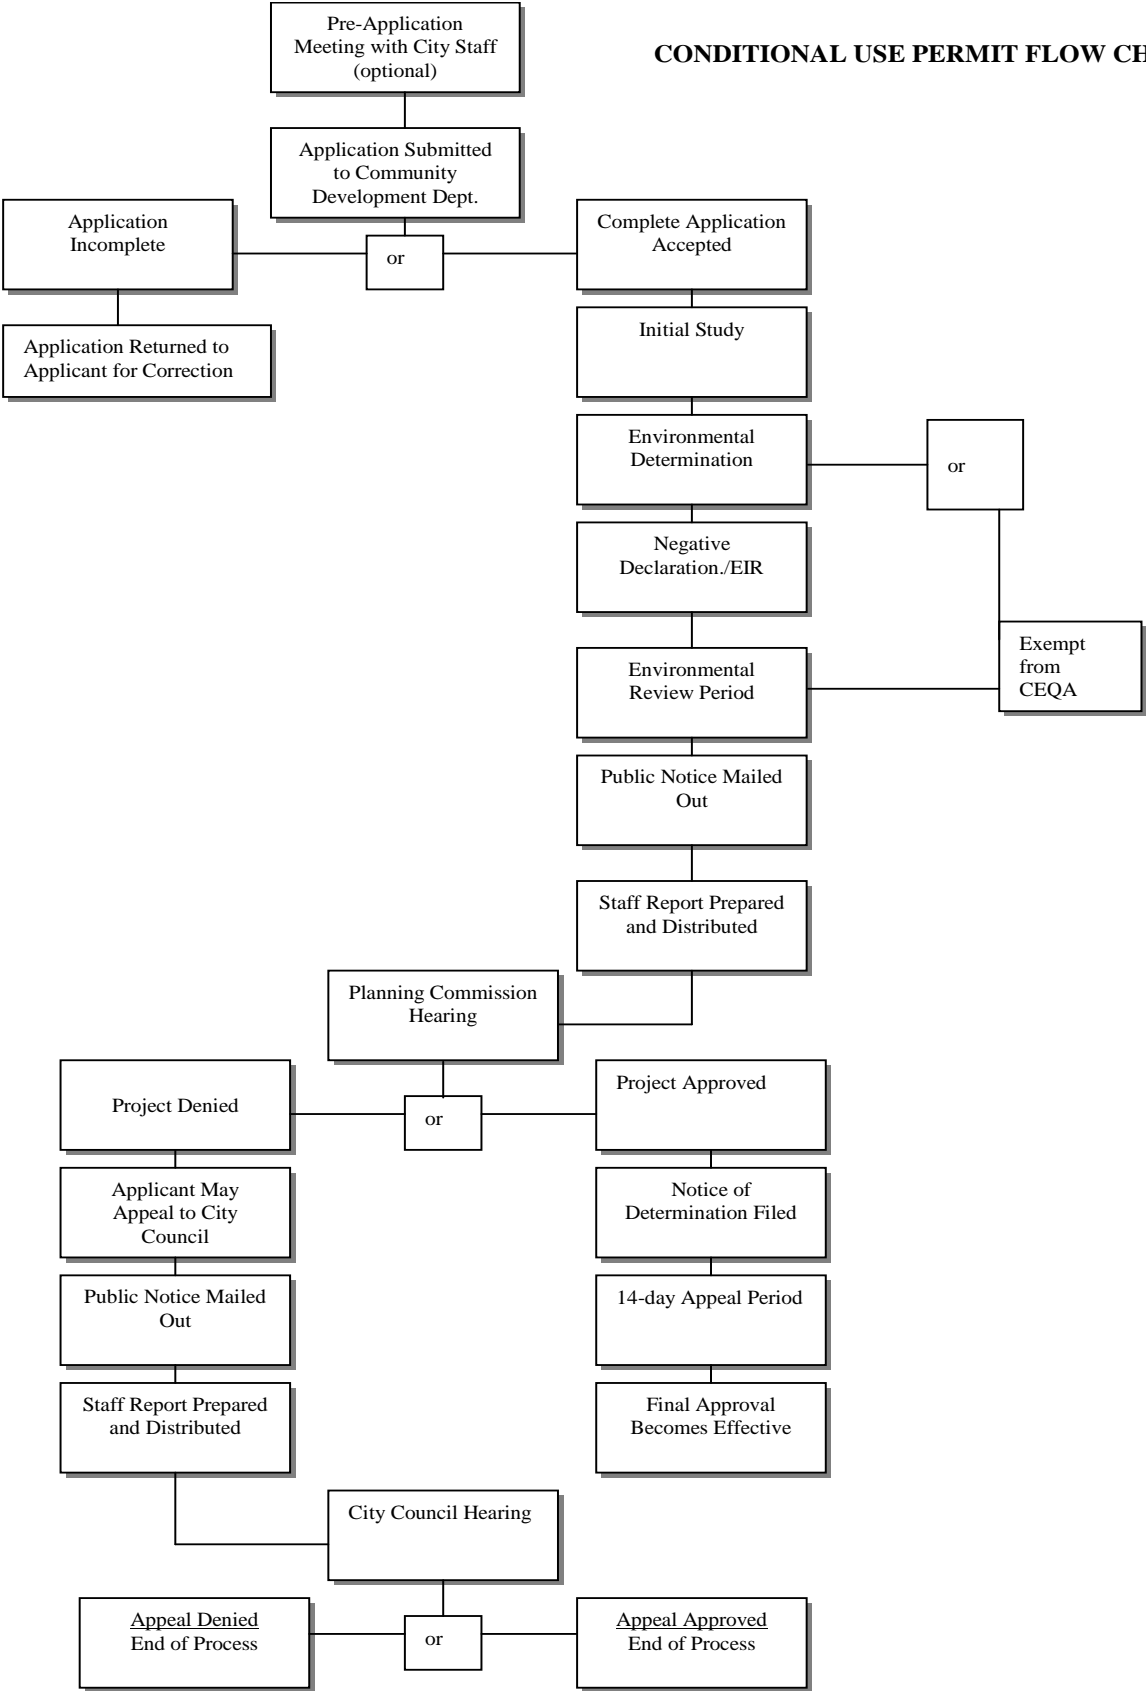 Pre-Application
Meeting with City Staff
(optional)
CONDITIONAL USE PERMIT FLOW CH
Application Submitted
to Community
Development Dept.
Application
Incomplete
or
Complete Application
Accepted
Application Returned to
Applicant for Correction
Initial Study
Environmental
Determination
or
Negative
Declaration./EIR
Exempt
from
CEQA
Environmental
Review Period
Public Notice Mailed
Out
Staff Report Prepared
and Distributed
Planning Commission
Hearing
Project Denied
or
Project Approved
Applicant May
Appeal to City
Council
Notice of
Determination Filed
Public Notice Mailed
Out
14-day Appeal Period
Staff Report Prepared
and Distributed
Final Approval
Becomes Effective
City Council Hearing
Appeal Denied
End of Process
or
Appeal Approved
End of Process